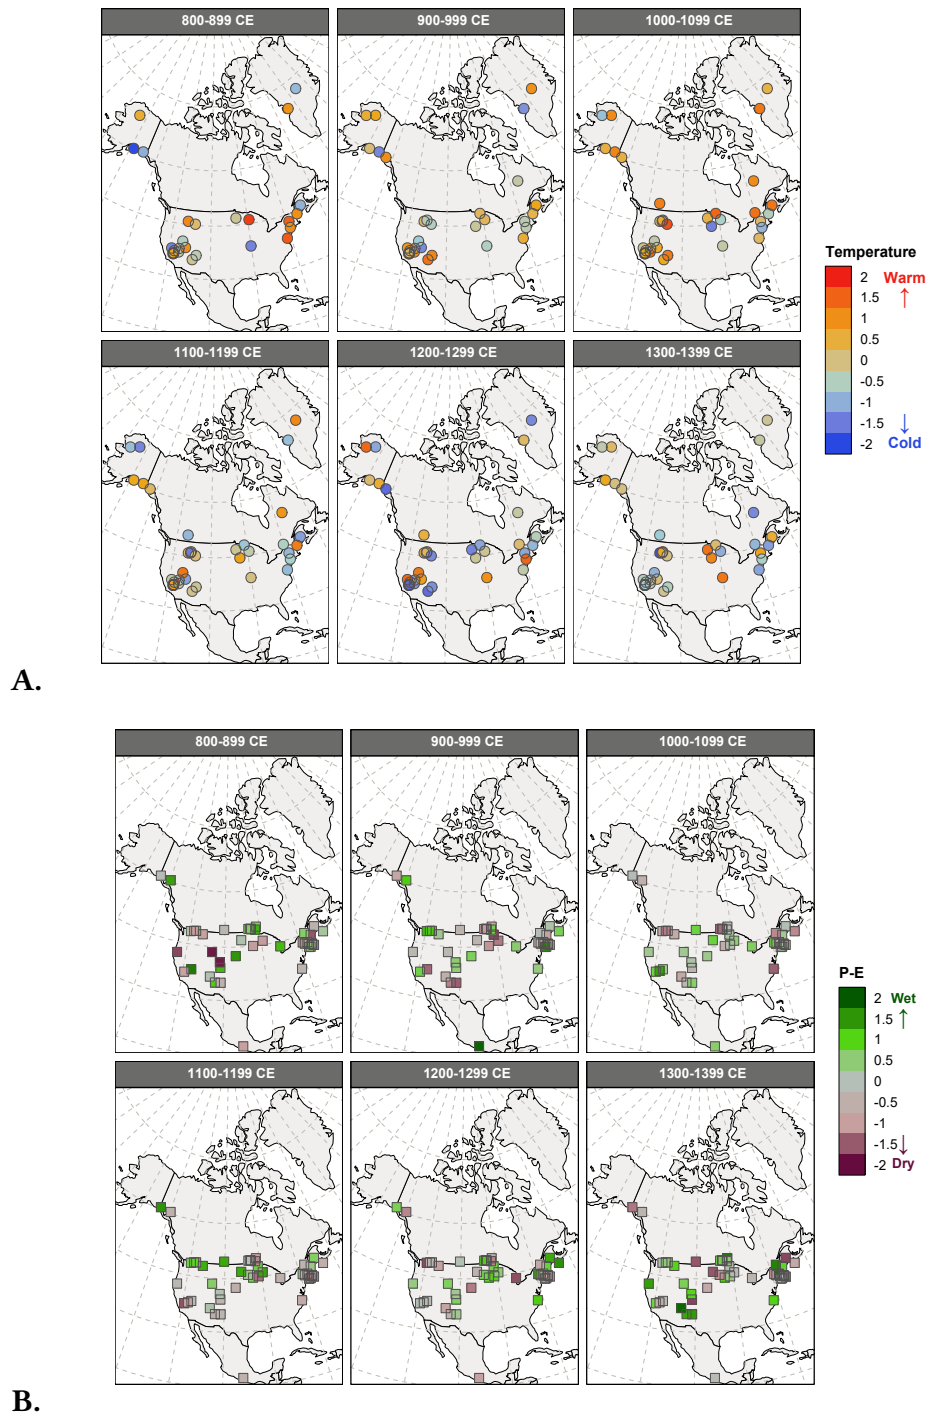 800-899 CE
900-999 CE
1000-1099 CE
1100-1199 CE
1200-1299 CE
1300-1399 CE
Temperature
2 Warm
1.5 ↑
1
0.5
0
-0.5
-1
-1.5 ↓
-2 Cold
A.
800-899 CE
900-999 CE
1000-1099 CE
1100-1199 CE
1200-1299 CE
1300-1399 CE
P-E
2 Wet
1.5 ↑
1
0.5
0
-0.5
-1
-1.5 ↓
-2 Dry
B.